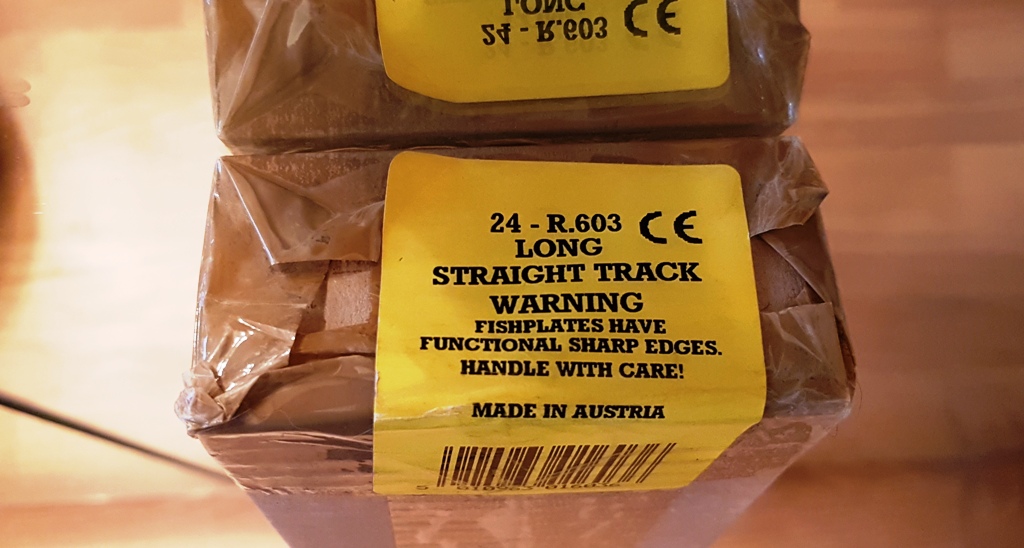 LONG
24 - R.603 CE
24 - R.603 CE
LONG
STRAIGHT TRACK
WARNING
FISHPLATES HAVE
FUNCTIONAL SHARP EDGES.
HANDLE WITH CARE!
MADE IN AUSTRIA